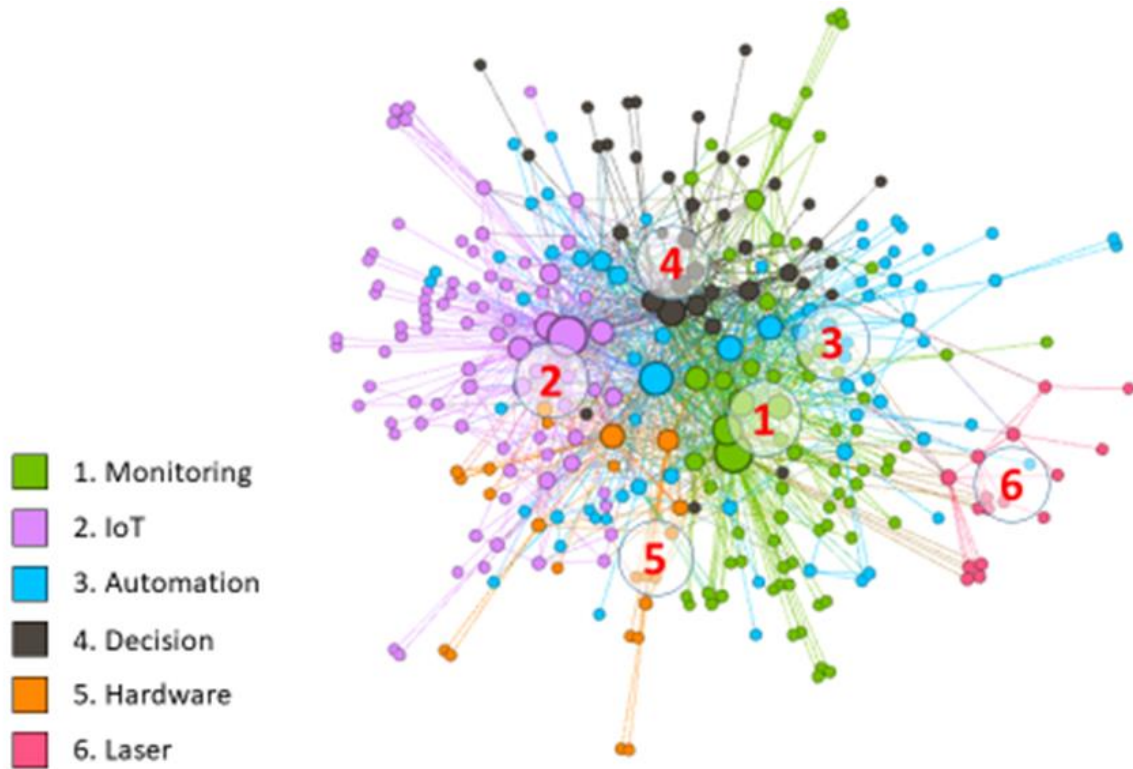 4
3
2
1
6
5
1. Monitoring
2. IoT
3. Automation
4. Decision
5. Hardware
6. Laser